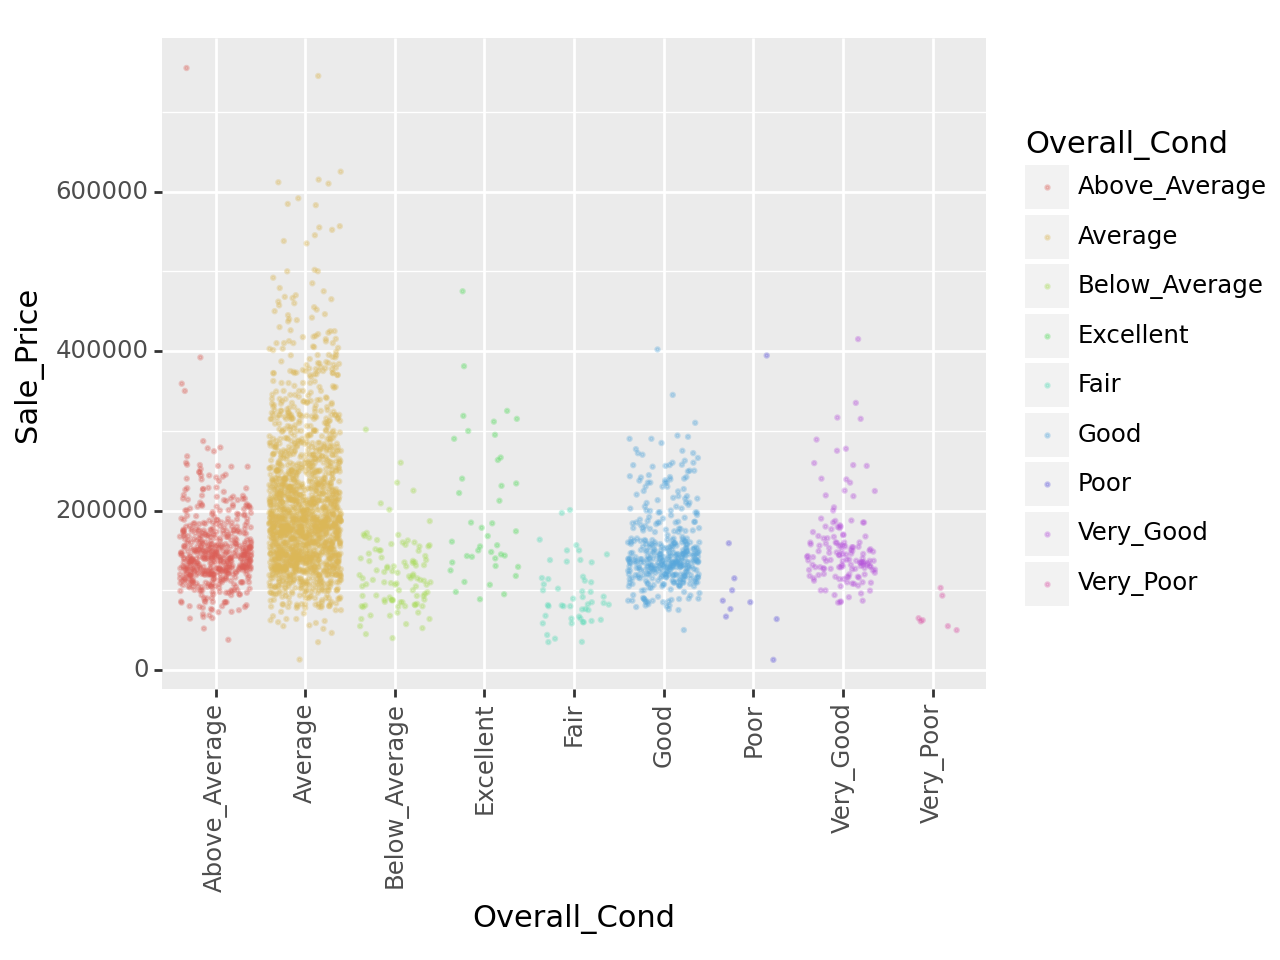 Sale_Price
600000
400000
200000
0
Above_Average
Average
Below_Average
Excellent
Fair
Good
Poor
Very_Good
Very_Poor
Overall_Cond
Overall_Cond
Above_Average
Average
Below_Average
Excellent
Fair
Good
Poor
Very_Good
Very_Poor